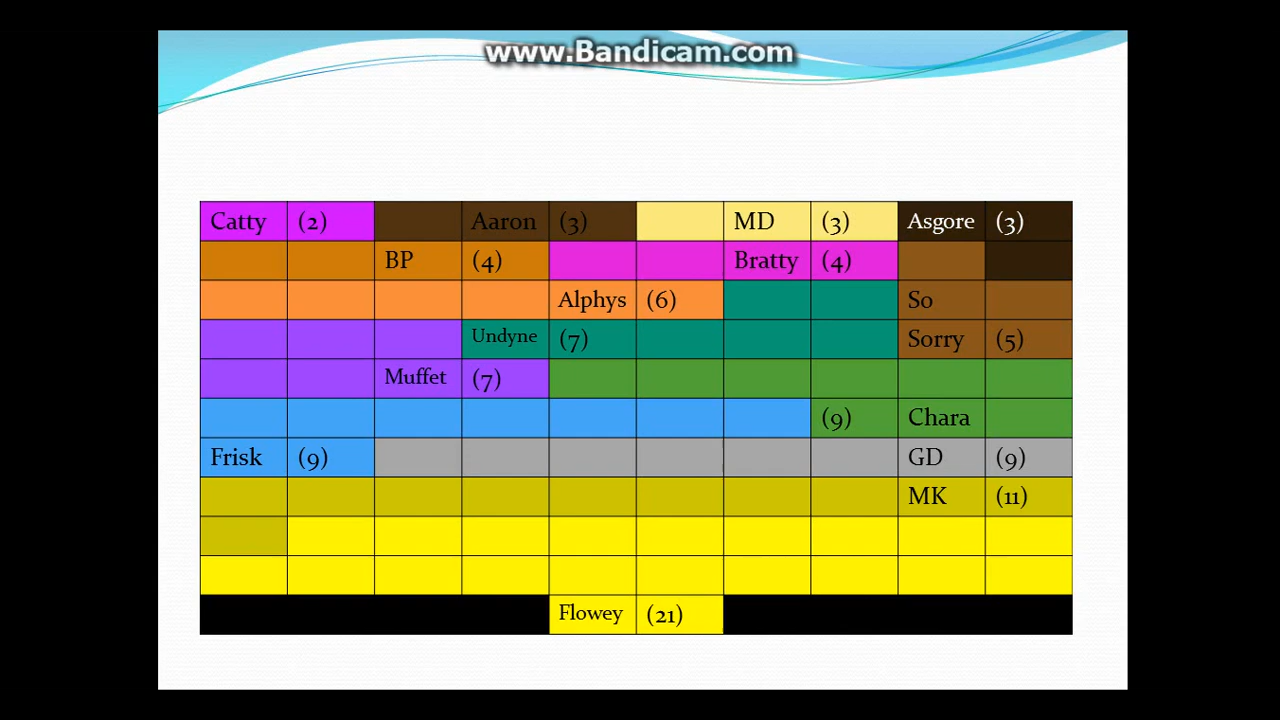 www.Bandicam.com
Catty (2) Aaron (3) MD (3) Asgore (3)
BP (4) Bratty (4)
Alphys (6) So
Undyne (7) Sorry (5)
Muffet (7)
(9) Chara
Frisk (9) GD (9)
MK (11)
Flowey (21)